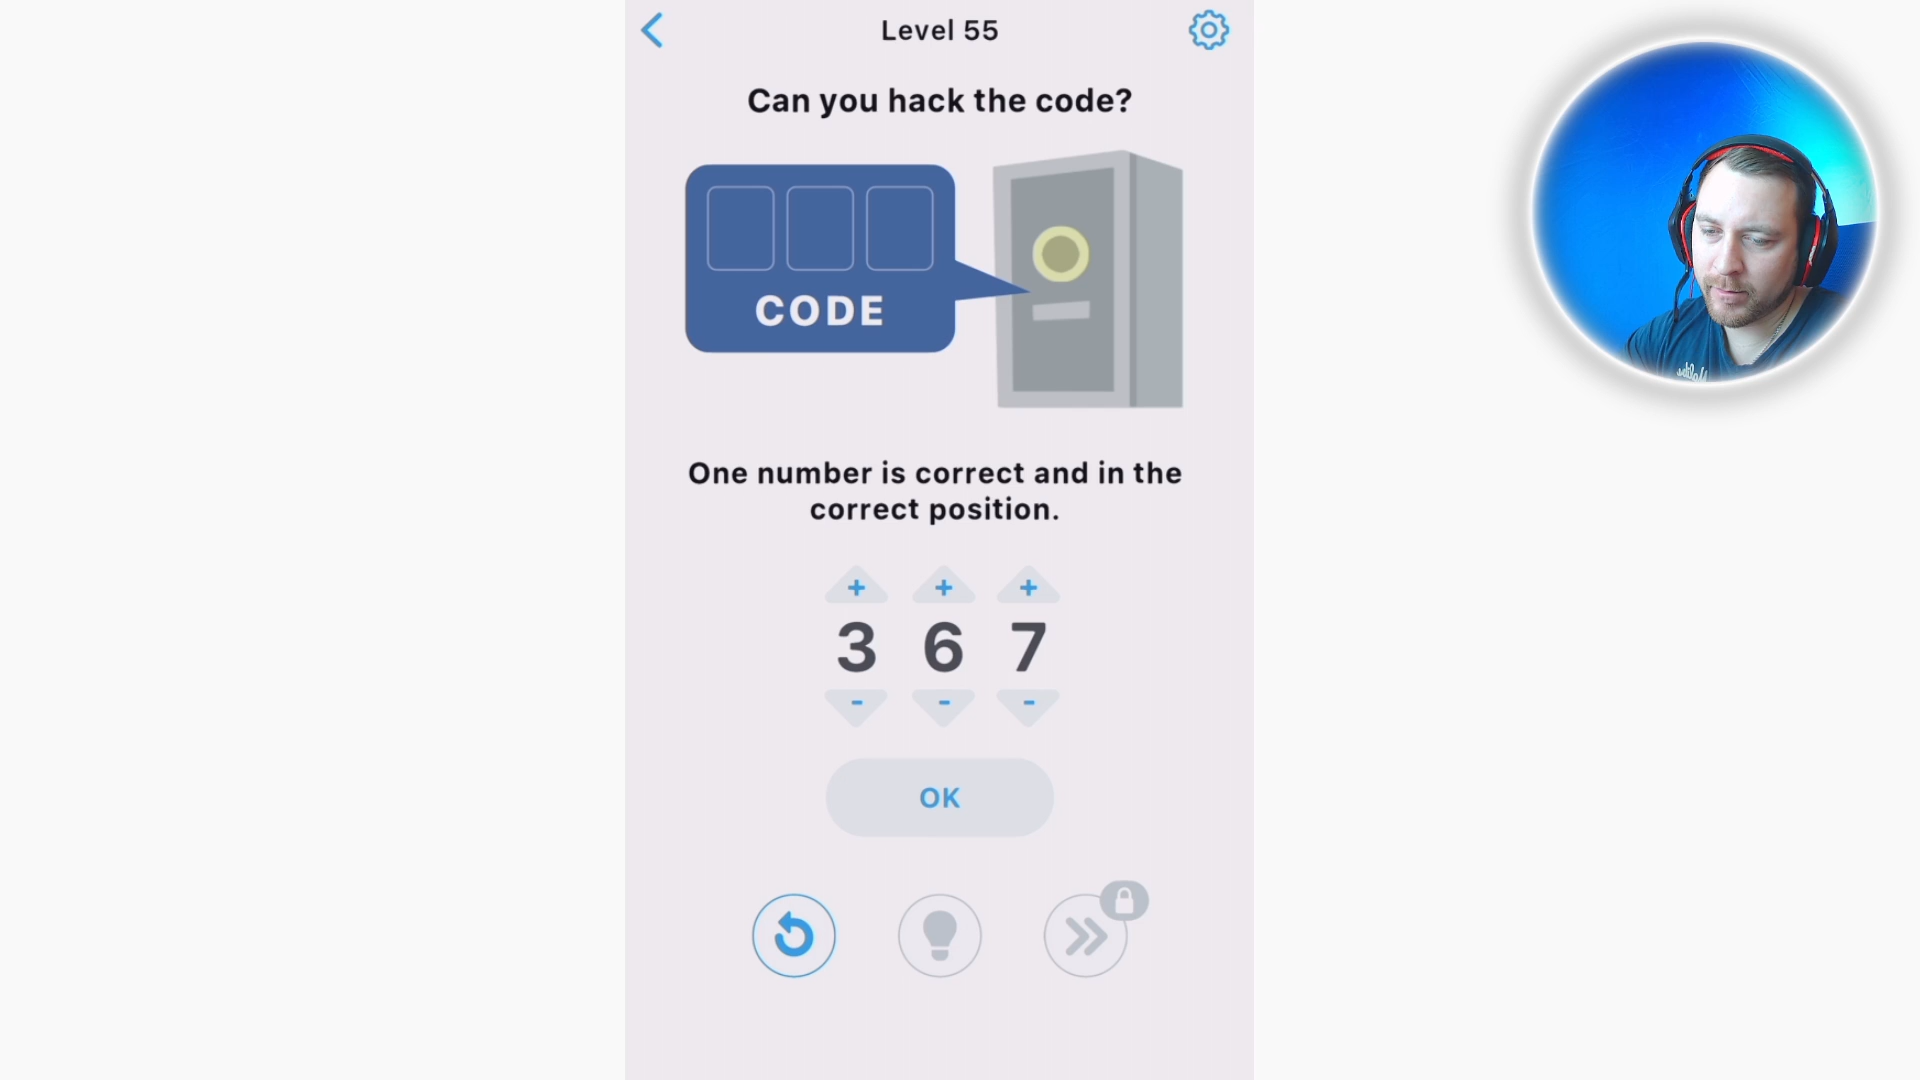 Level 55
Can you hack the code?
CODE
One number is correct and in the
correct position.
+ + +
3 6 7
- - -
OK